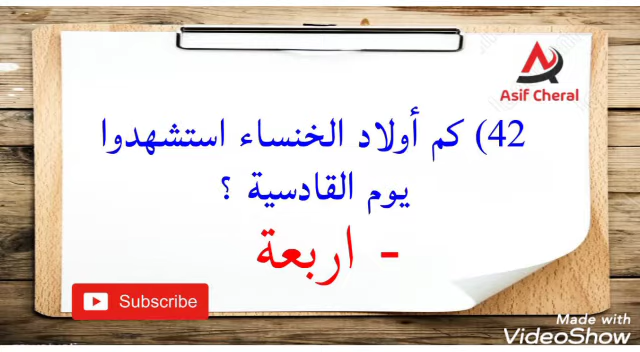 Asif Cheral
42) كم أولاد الخنساء استشهدوا
يوم القادسية ؟
- اربعة
Subscribe
Made with
VideoShow